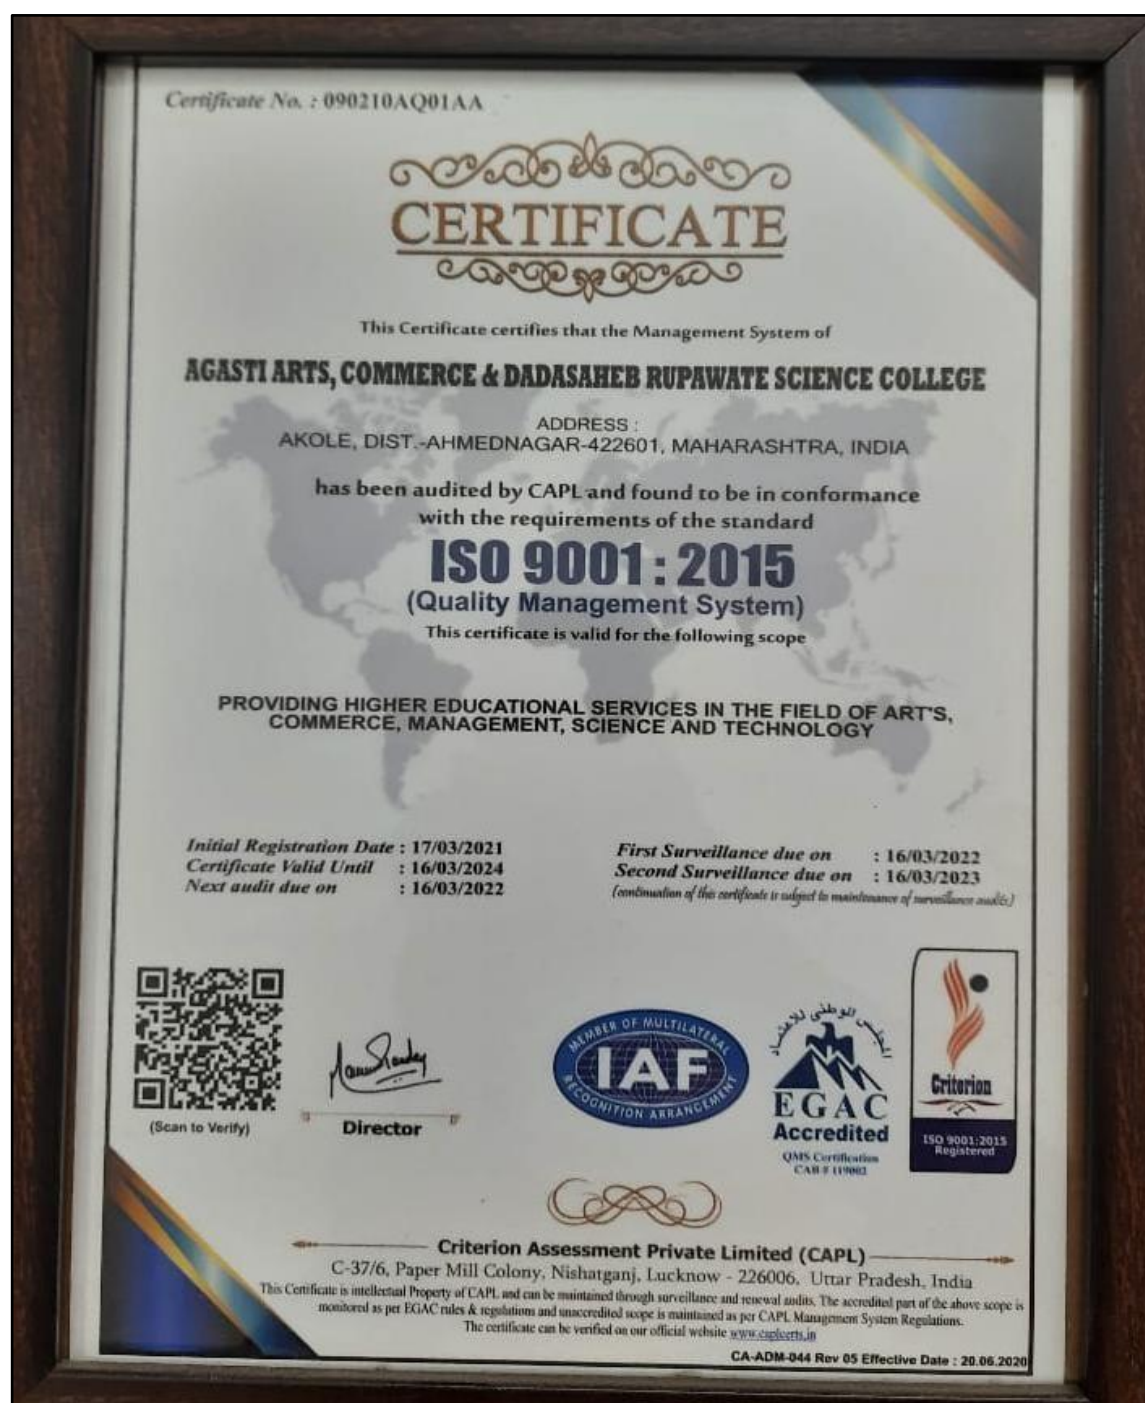 Certificate No. : 090210AQ01AA
CERTIFICATE
This Certificate certifies that the Management System of
AGASTI ARTS, COMMERCE & DADASAHEB RUPAWATE SCIENCE COLLEGE
ADDRESS :
AKOLE, DIST.-AHMEDNAGAR-422601, MAHARASHTRA, INDIA
has been audited by CAPL and found to be in conformance
with the requirements of the standard
ISO 9001 : 2015
(Quality Management System)
This certificate is valid for the following scope
PROVIDING HIGHER EDUCATIONAL SERVICES IN THE FIELD OF ART'S,
COMMERCE, MANAGEMENT, SCIENCE AND TECHNOLOGY
Initial Registration Date : 17/03/2021
Certificate Valid Until : 16/03/2024
Next audit due on : 16/03/2022
First Surveillance due on : 16/03/2022
Second Surveillance due on : 16/03/2023
(continuation of this certificate is subject to maintenance of surveillance audits)
(Scan to Verify)
Director
MEMBER OF MULTILATERAL
IAF
RECOGNITION ARRANGEMENT
المجلس الوطني للاعتماد
EGAC
Accredited
QMS Certification
CAB # 119002
Criterion
ISO 9001:2015
Registered
Criterion Assessment Private Limited (CAPL)
C-37/6, Paper Mill Colony, Nishatganj, Lucknow - 226006, Uttar Pradesh, India
This Certificate is intellectual Property of CAPL and can be maintained through surveillance and renewal audits. The accredited part of the above scope is
monitored as per EGAC rules & regulations and unaccredited scope is maintained as per CAPL Management System Regulations.
The certificate can be verified on our official website www.caplcerts.in
CA-ADM-044 Rev 05 Effective Date : 20.06.2020